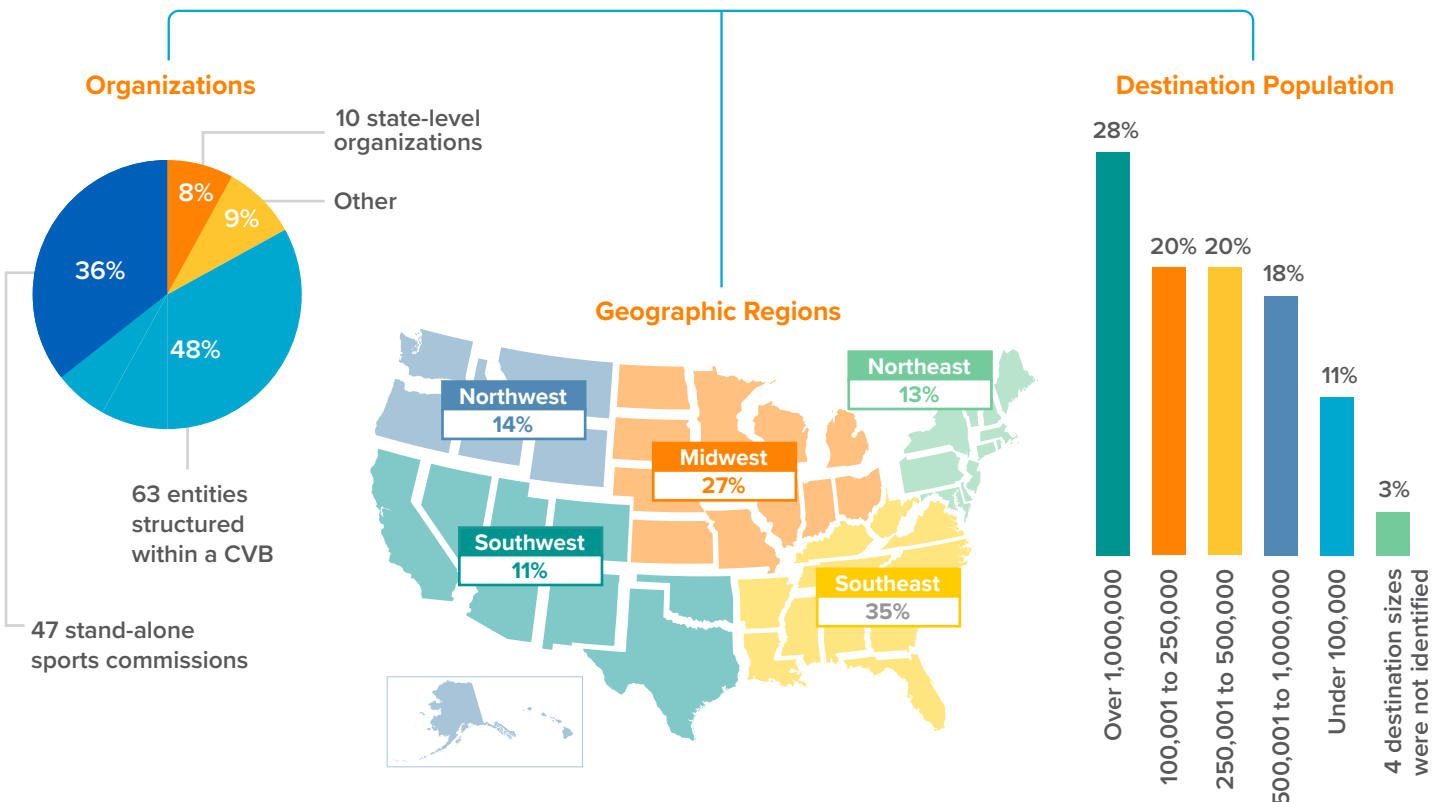 Organizations
10 state-level
organizations
8%
Other
9%
36%
48%
63 entities
structured
within a CVB
47 stand-alone
sports commissions
Geographic Regions
Northwest
14%
Northeast
13%
Midwest
27%
Southwest
11%
Southeast
35%
Destination Population
28%
20%
20%
18%
11%
3%
Over 1,000,000
100,001 to 250,000
250,001 to 500,000
500,001 to 1,000,000
Under 100,000
4 destination sizes
were not identified